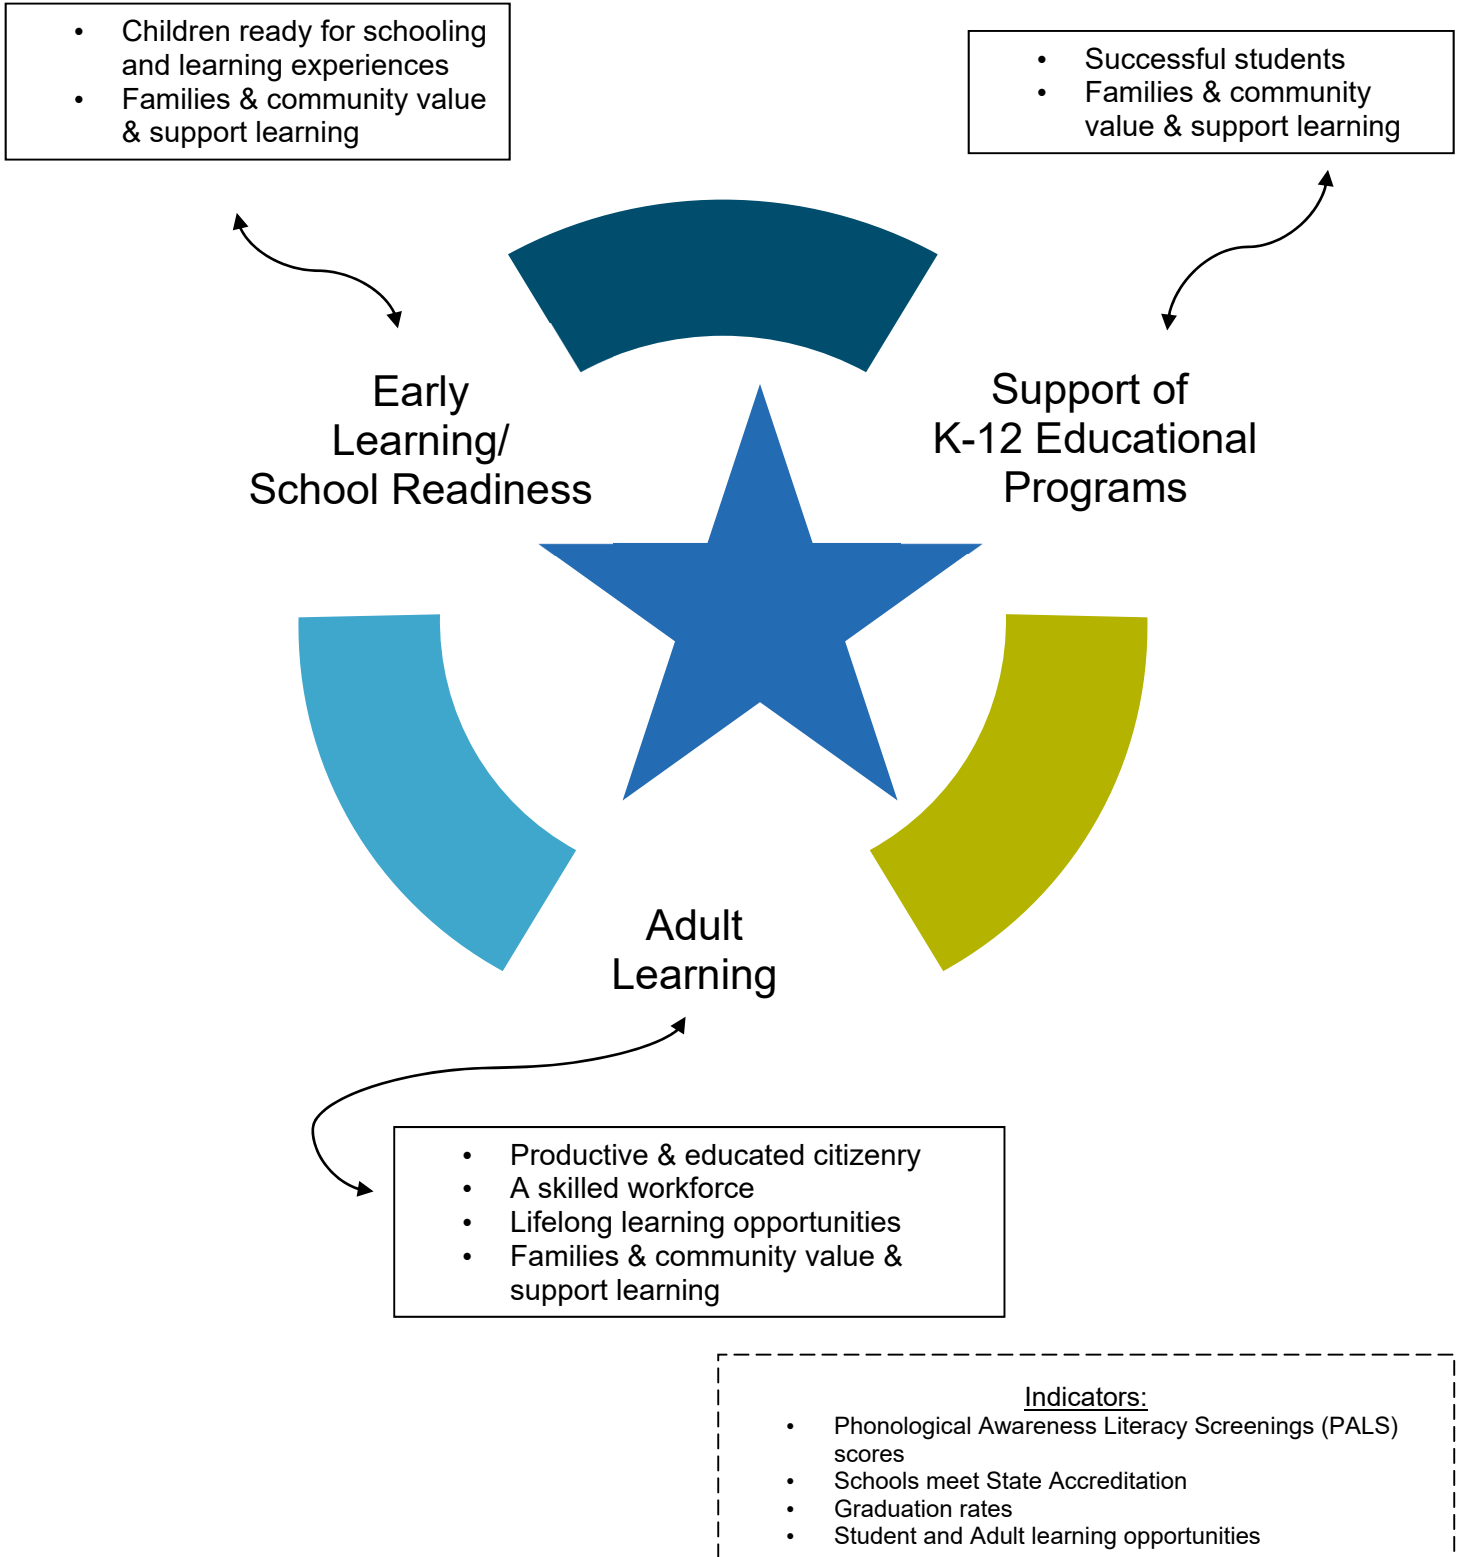 • Children ready for schooling
and learning experiences
• Families & community value
& support learning
• Successful students
• Families & community
value & support learning
Early
Learning/
School Readiness
Support of
K-12 Educational
Programs
Adult
Learning
• Productive & educated citizenry
• A skilled workforce
• Lifelong learning opportunities
• Families & community value &
support learning
Indicators:
• Phonological Awareness Literacy Screenings (PALS)
scores
• Schools meet State Accreditation
• Graduation rates
• Student and Adult learning opportunities